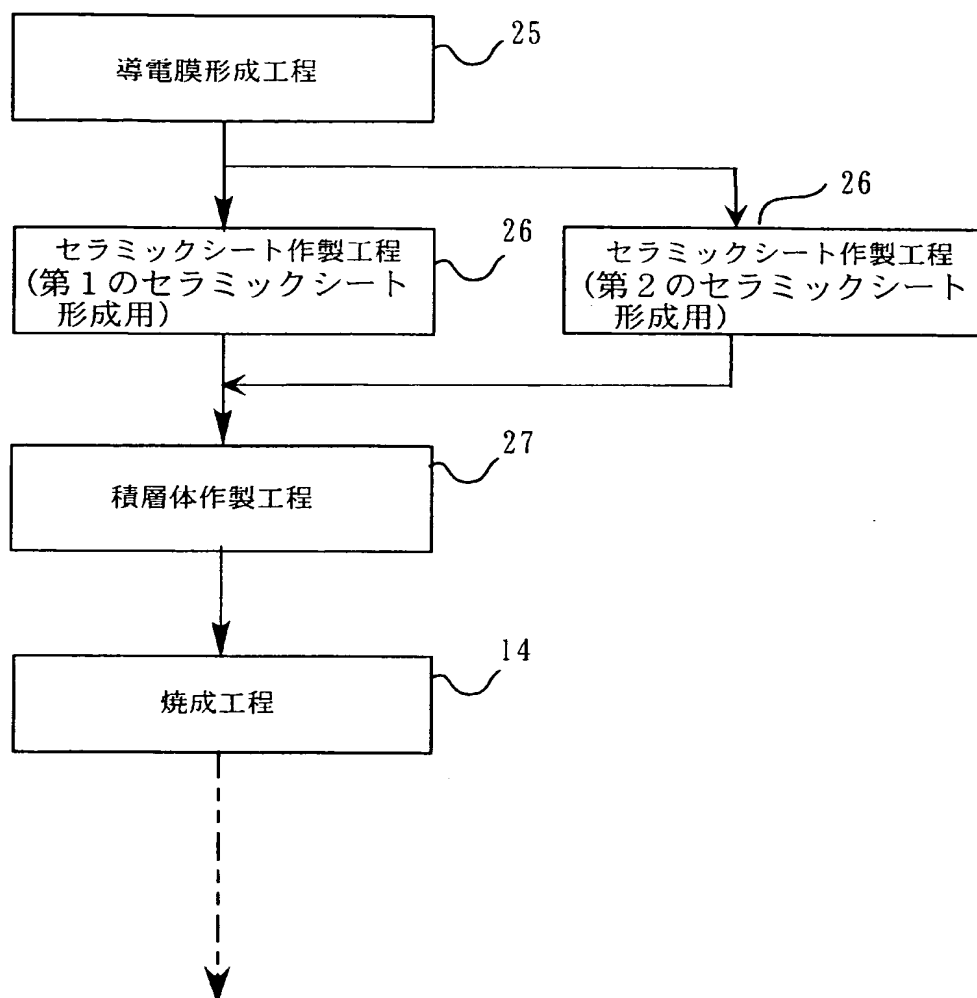 25
導電膜形成工程
26
セラミックシート作製工程
(第1のセラミックシート
形成用)
26
セラミックシート作製工程
(第2のセラミックシート
形成用)
27
積層体作製工程
14
焼成工程